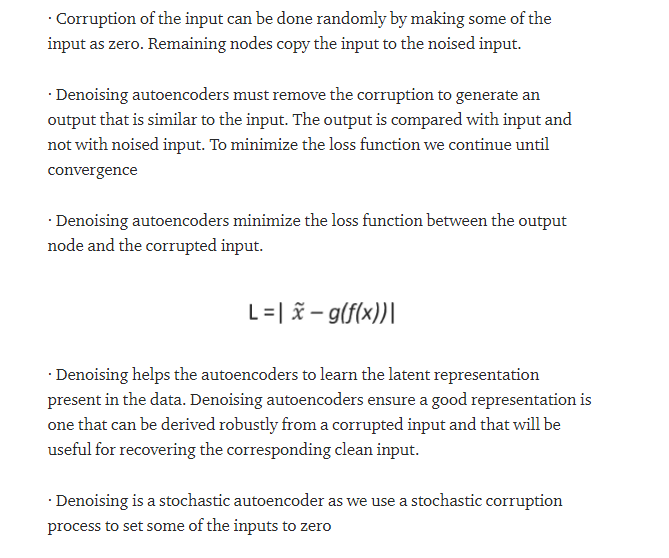 · Corruption of the input can be done randomly by making some of the
input as zero. Remaining nodes copy the input to the noised input.
· Denoising autoencoders must remove the corruption to generate an
output that is similar to the input. The output is compared with input and
not with noised input. To minimize the loss function we continue until
convergence
· Denoising autoencoders minimize the loss function between the output
node and the corrupted input.
L =| x̃ – g(f(x))|
· Denoising helps the autoencoders to learn the latent representation
present in the data. Denoising autoencoders ensure a good representation is
one that can be derived robustly from a corrupted input and that will be
useful for recovering the corresponding clean input.
· Denoising is a stochastic autoencoder as we use a stochastic corruption
process to set some of the inputs to zero